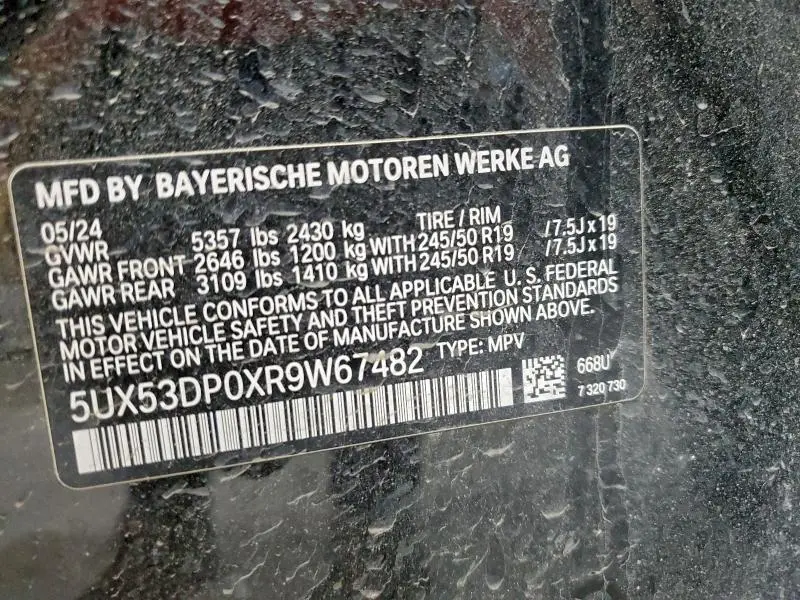 MFD BY BAYERISCHE MOTOREN WERKE AG
05/24 TIRE / RIM
GVWR 5357 lbs 2430 kg
GAWR FRONT 2646 lbs 1200 kg WITH 245/50 R19 /7.5J x 19
GAWR REAR 3109 lbs 1410 kg WITH 245/50 R19 /7.5J x 19
THIS VEHICLE CONFORMS TO ALL APPLICABLE U. S. FEDERAL
MOTOR VEHICLE SAFETY AND THEFT PREVENTION STANDARDS
IN EFFECT ON THE DATE OF MANUFACTURE SHOWN ABOVE.
5UX53DP0XR9W67482 TYPE: MPV
668U
7 320 730